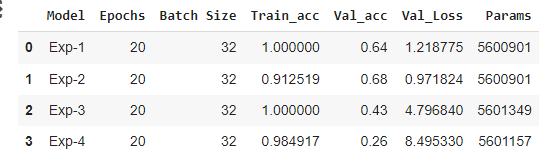 Model Epochs Batch Size Train_acc Val_acc Val_Loss Params
0 Exp-1 20 32 1.000000 0.64 1.218775 5600901
1 Exp-2 20 32 0.912519 0.68 0.971824 5600901
2 Exp-3 20 32 1.000000 0.43 4.796840 5601349
3 Exp-4 20 32 0.984917 0.26 8.495330 5601157